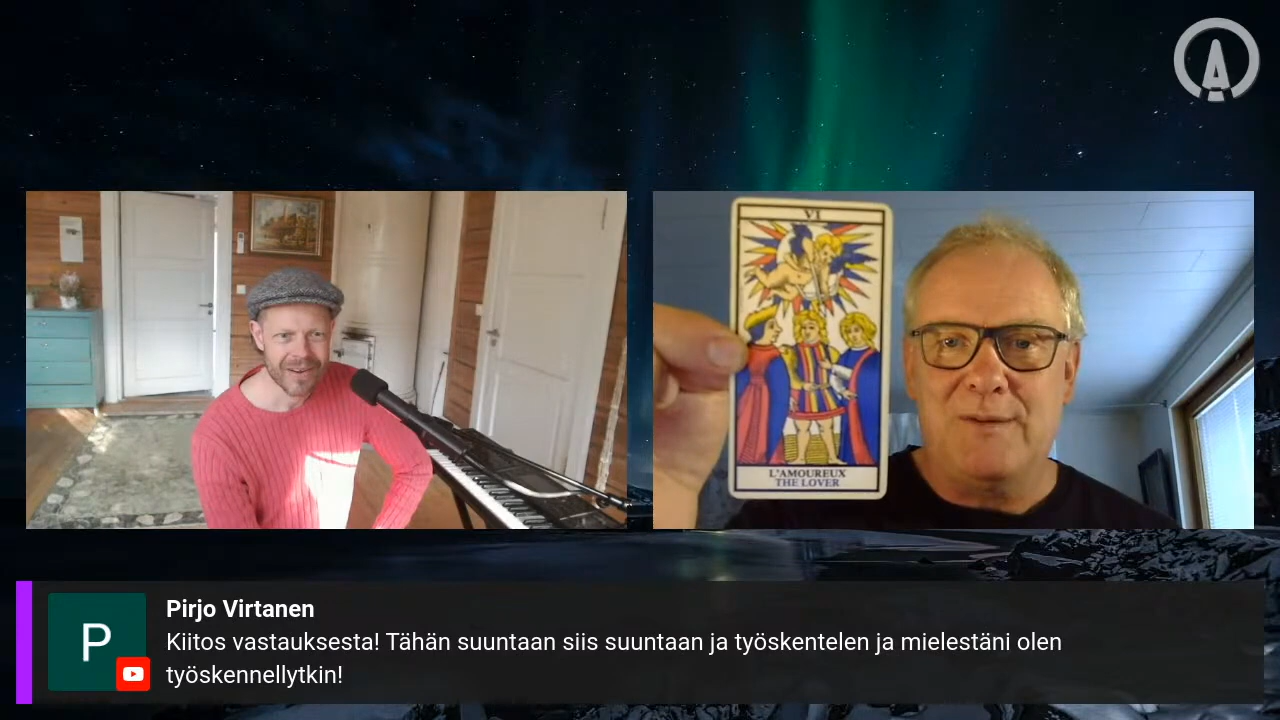 VI
L'AMOUREUX
THE LOVER
P
Pirjo Virtanen
Kiitos vastauksesta! Tähän suuntaan siis suuntaan ja työskentelen ja mielestäni olen
työskennellytkin!